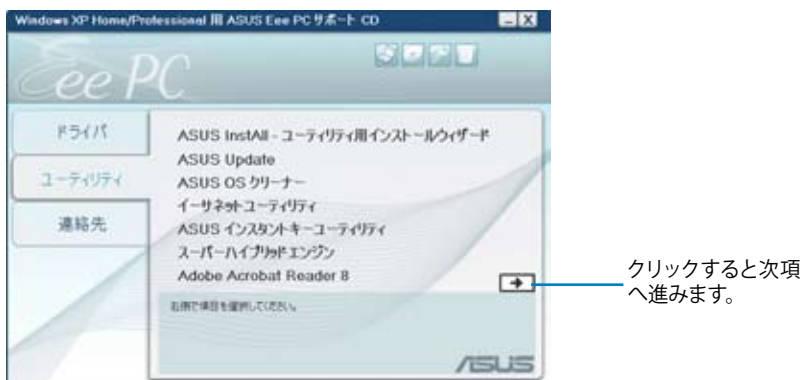 Windows XP Home/Professional 用 ASUS Eee PC サポート CD
Eee PC
ドライバ
ユーティリティ
連絡先
ASUS InstAll - ユーティリティ用インストールウィザード
ASUS Update
ASUS OS クリーナー
イーサネットユーティリティ
ASUS インスタントキーユーティリティ
スーパーハイブリッドエンジン
Adobe Acrobat Reader 8
右側で項目を選択してください。
ASUS
クリックすると次項
へ進みます。